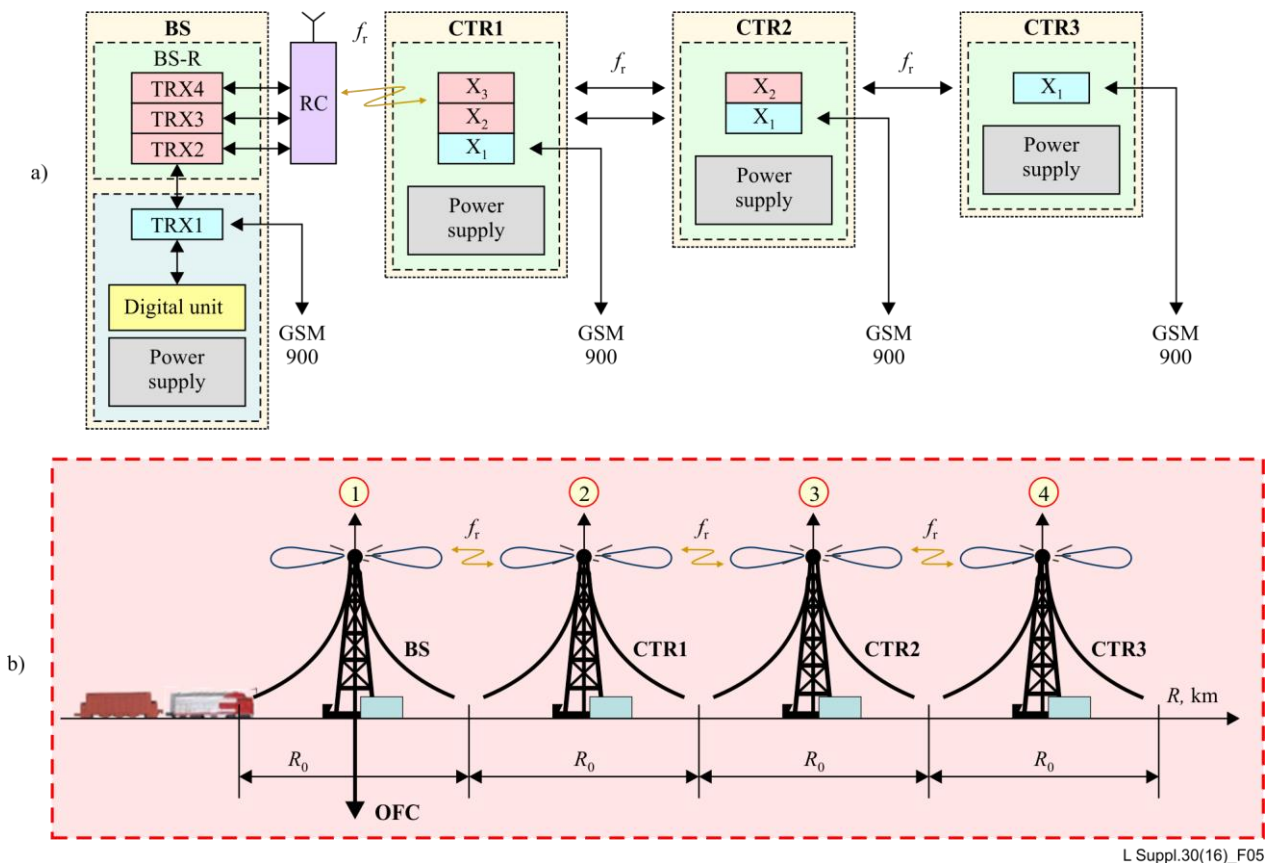 a)
BS
BS-R
TRX4
TRX3
TRX2
TRX1
Digital unit
Power
supply
GSM
900
RC
fr
CTR1
X3
X2
X1
Power
supply
GSM
900
fr
CTR2
X2
X1
Power
supply
GSM
900
fr
CTR3
X1
Power
supply
GSM
900
b)
1
2
3
4
fr
fr
fr
BS
CTR1
CTR2
CTR3
R, km
R0
R0
R0
R0
OFC
L Suppl.30(16)_F05